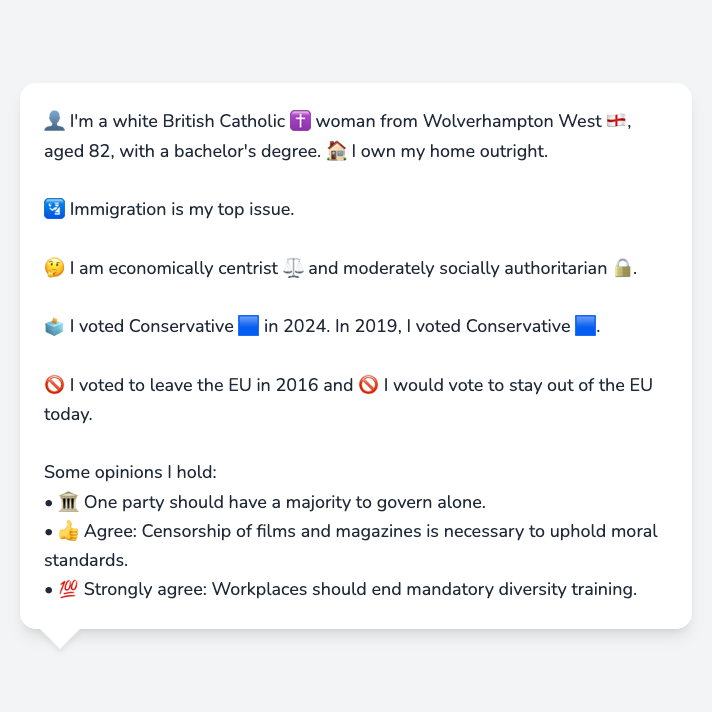 👤 I'm a white British Catholic ✝️ woman from Wolverhampton West 🏴󠁧󠁢󠁥󠁮󠁧󠁿,
aged 82, with a bachelor's degree. 🏠 I own my home outright.
🛂 Immigration is my top issue.
🤔 I am economically centrist ⚖️ and moderately socially authoritarian 🔒.
🗳️ I voted Conservative 🟦 in 2024. In 2019, I voted Conservative 🟦.
🚫 I voted to leave the EU in 2016 and 🚫 I would vote to stay out of the EU
today.
Some opinions I hold:
• 🏛️ One party should have a majority to govern alone.
• 👍 Agree: Censorship of films and magazines is necessary to uphold moral
standards.
• 💯 Strongly agree: Workplaces should end mandatory diversity training.